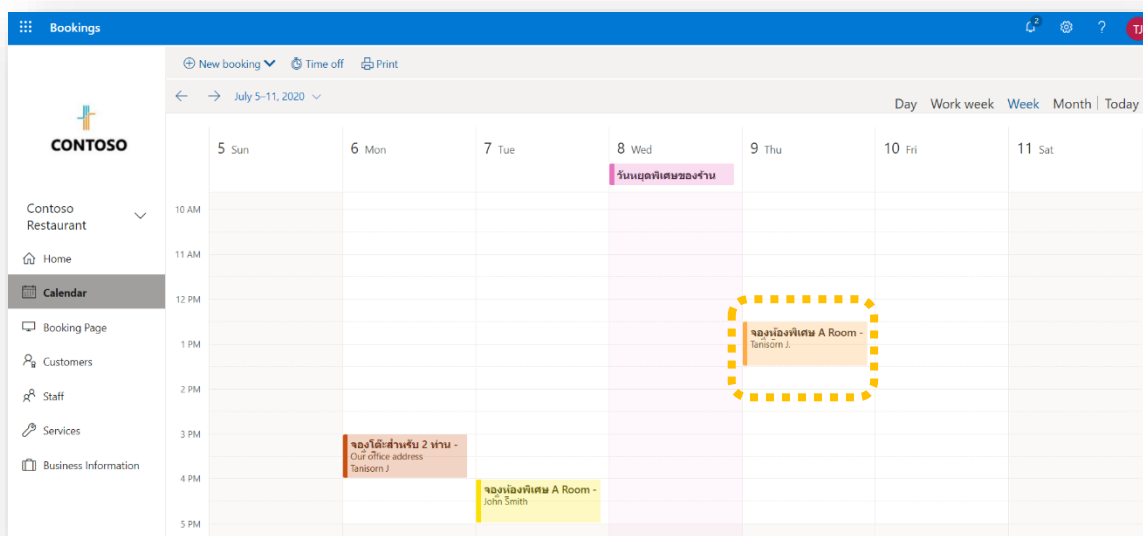 Bookings
2
?
TJ
New booking
Time off
Print
July 5–11, 2020
Day Work week Week Month Today
CONTOSO
5 Sun
6 Mon
7 Tue
8 Wed
9 Thu
10 Fri
11 Sat
วันหยุดพิเศษของร้าน
Contoso
Restaurant
Home
Calendar
Booking Page
Customers
Staff
Services
Business Information
10 AM
11 AM
12 PM
1 PM
2 PM
3 PM
4 PM
5 PM
จองห้องพิเศษ A Room -
Tanisorn J.
จองโต๊ะสำหรับ 2 ท่าน -
Our office address
Tanisorn J
จองห้องพิเศษ A Room -
John Smith